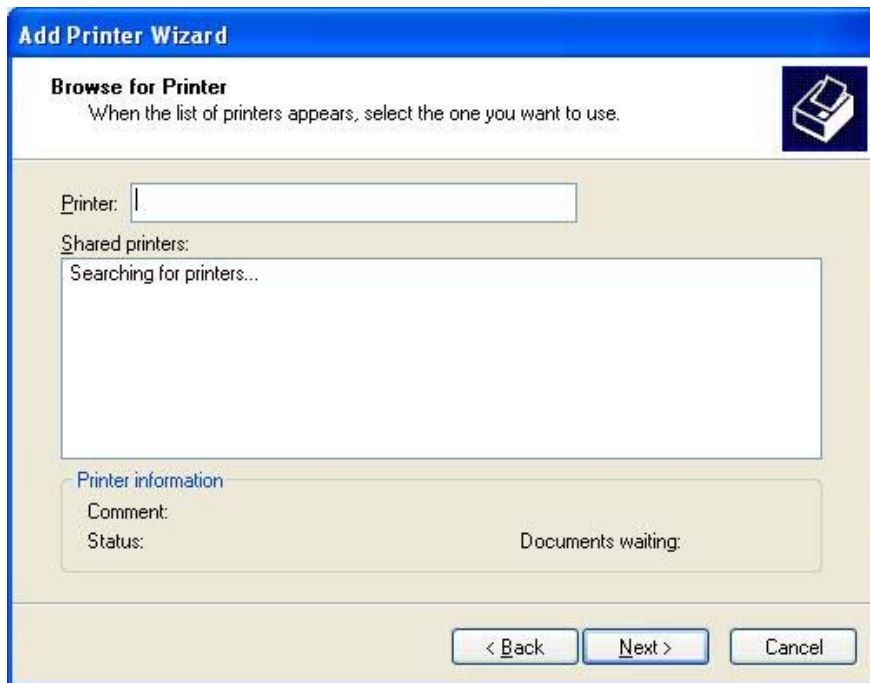 Add Printer Wizard
Browse for Printer
When the list of printers appears, select the one you want to use.
Printer:
Shared printers:
Searching for printers...
Printer information
Comment:
Status:
Documents waiting:
< Back
Next >
Cancel